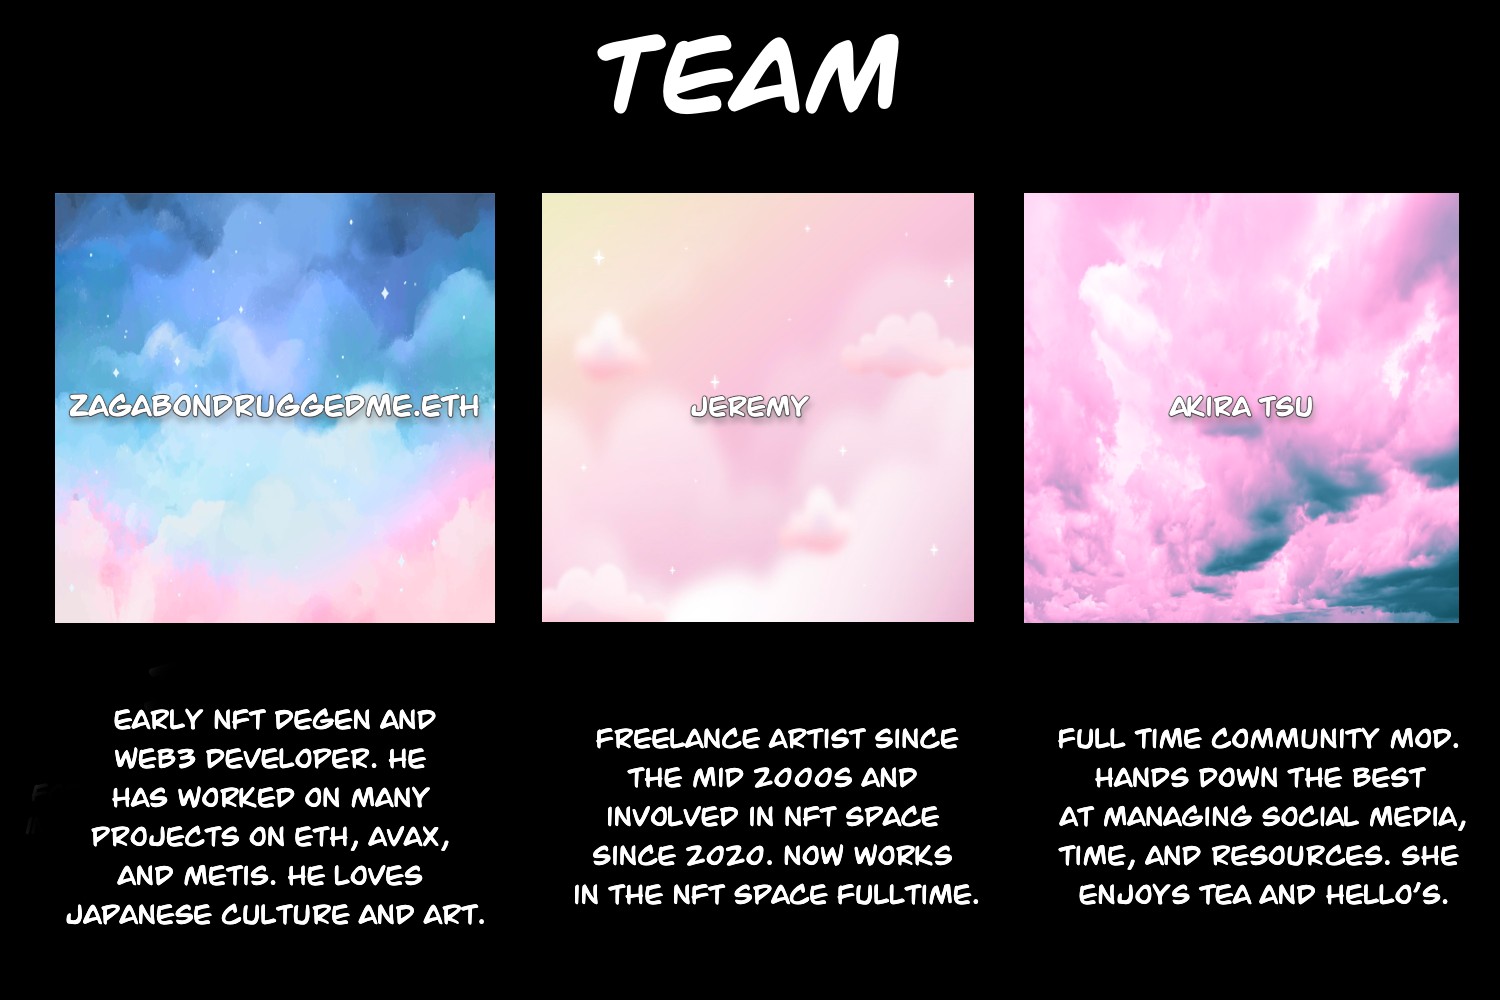 TEAM
ZAGABONDRUGGEDME.ETH
JEREMY
AKIRA TSU
EARLY NFT DEGEN AND
WEB3 DEVELOPER. HE
HAS WORKED ON MANY
PROJECTS ON ETH, AVAX,
AND METIS. HE LOVES
JAPANESE CULTURE AND ART.
FREELANCE ARTIST SINCE
THE MID 2000S AND
INVOLVED IN NFT SPACE
SINCE 2020. NOW WORKS
IN THE NFT SPACE FULLTIME.
FULL TIME COMMUNITY MOD.
HANDS DOWN THE BEST
AT MANAGING SOCIAL MEDIA,
TIME, AND RESOURCES. SHE
ENJOYS TEA AND HELLO'S.